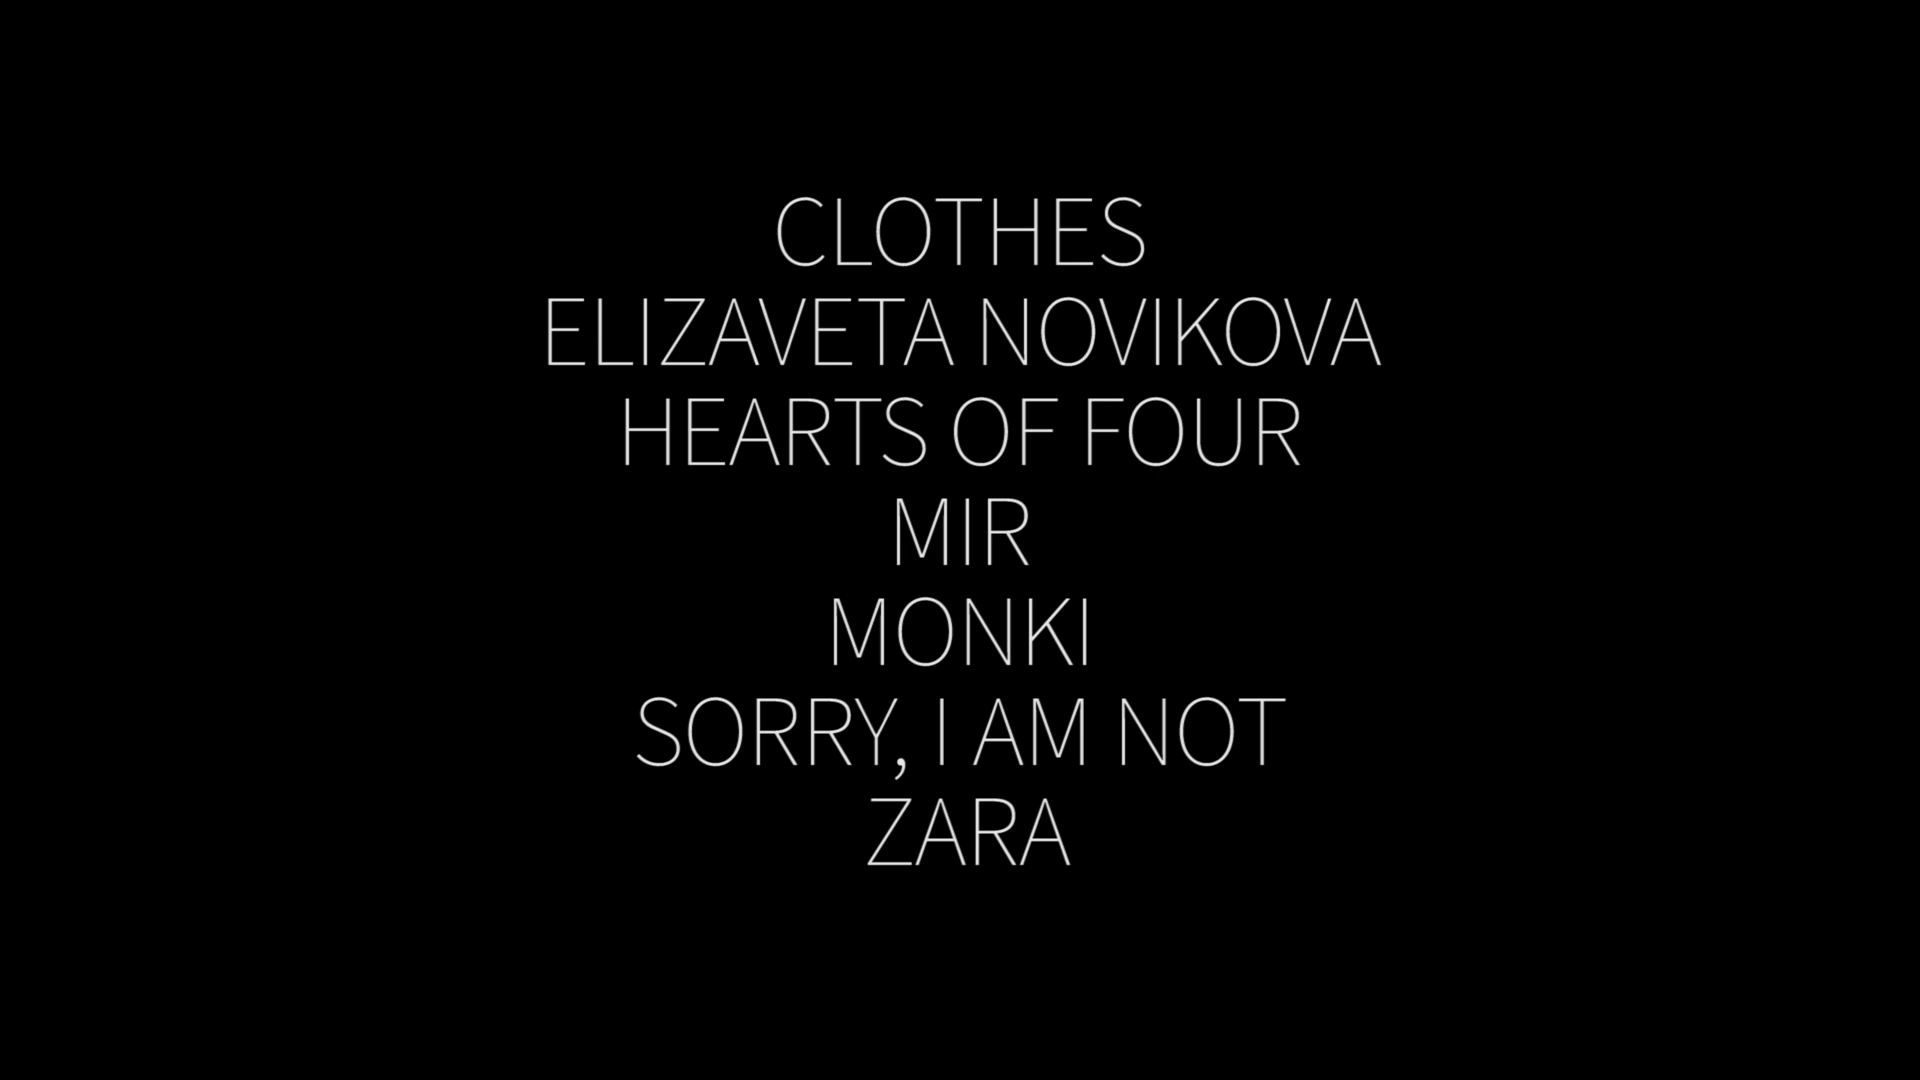 CLOTHES
ELIZAVETA NOVIKOVA
HEARTS OF FOUR
MIR
MONKI
SORRY, I AM NOT
ZARA